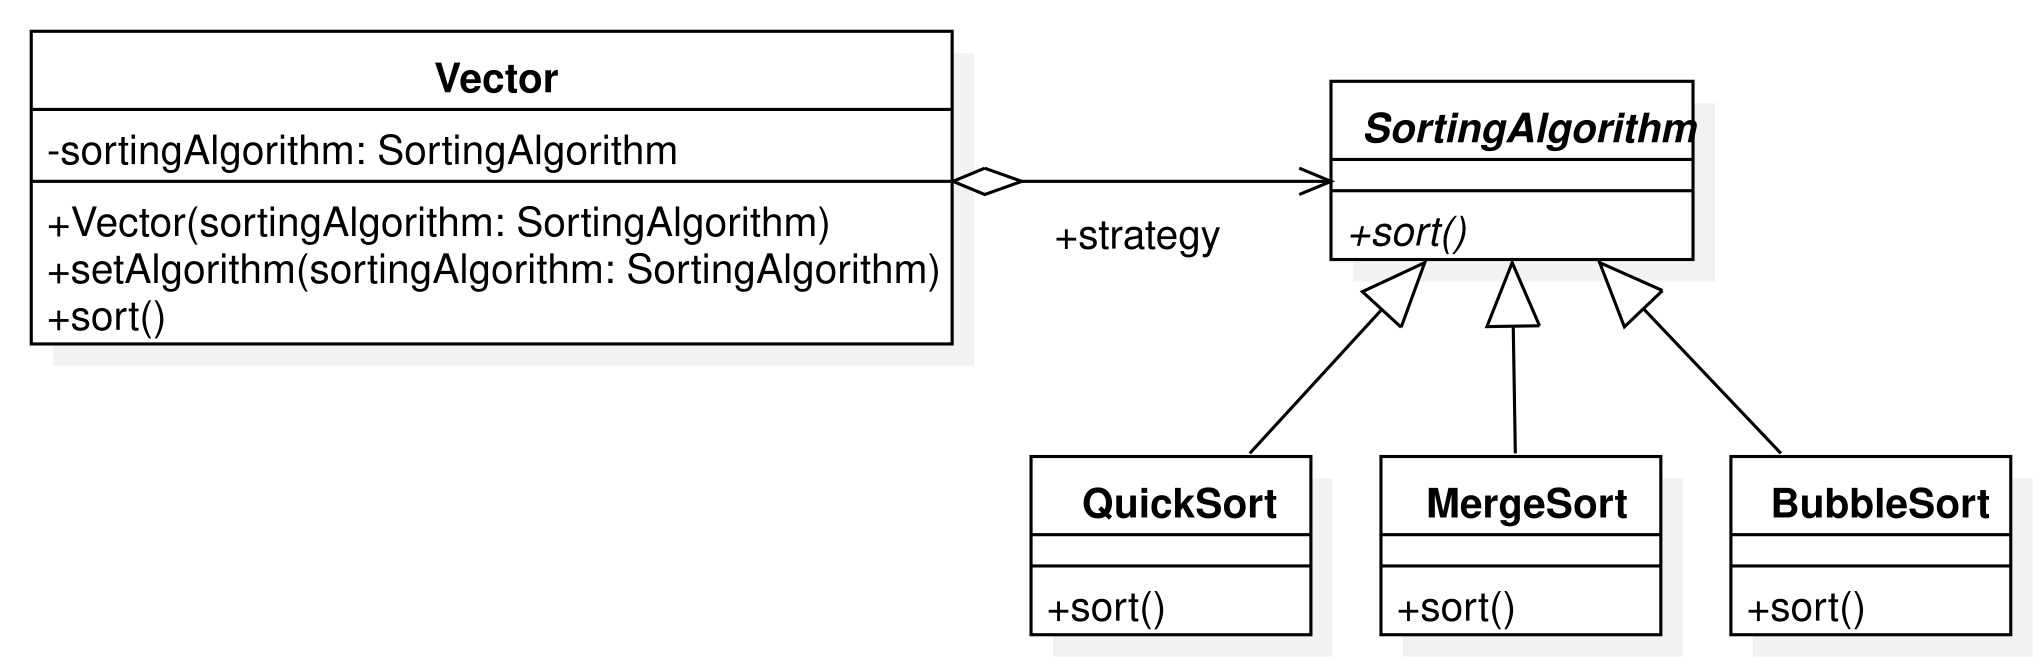 Vector
-sortingAlgorithm: SortingAlgorithm
+Vector(sortingAlgorithm: SortingAlgorithm)
+setAlgorithm(sortingAlgorithm: SortingAlgorithm)
+sort()
+strategy
SortingAlgorithm
+sort()
QuickSort
+sort()
MergeSort
+sort()
BubbleSort
+sort()